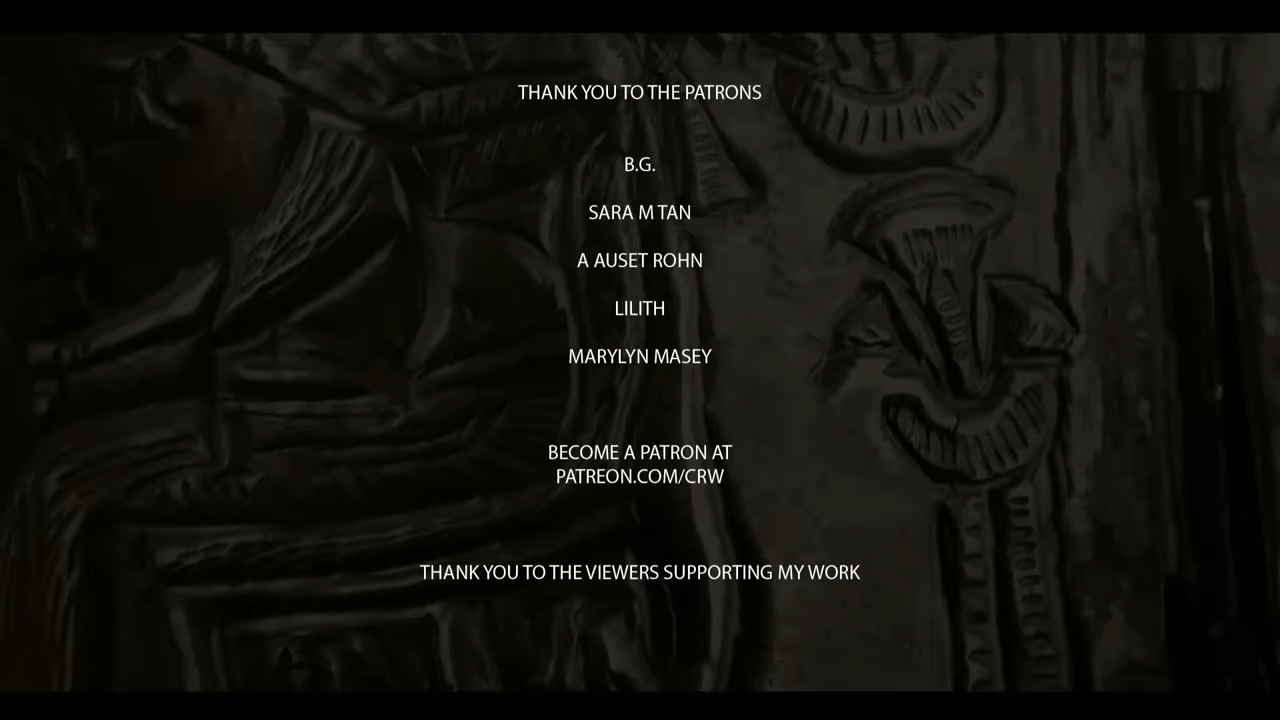 THANK YOU TO THE PATRONS
B.G.
SARA M TAN
A AUSET ROHN
LILITH
MARYLYN MASEY
BECOME A PATRON AT
PATREON.COM/CRW
THANK YOU TO THE VIEWERS SUPPORTING MY WORK